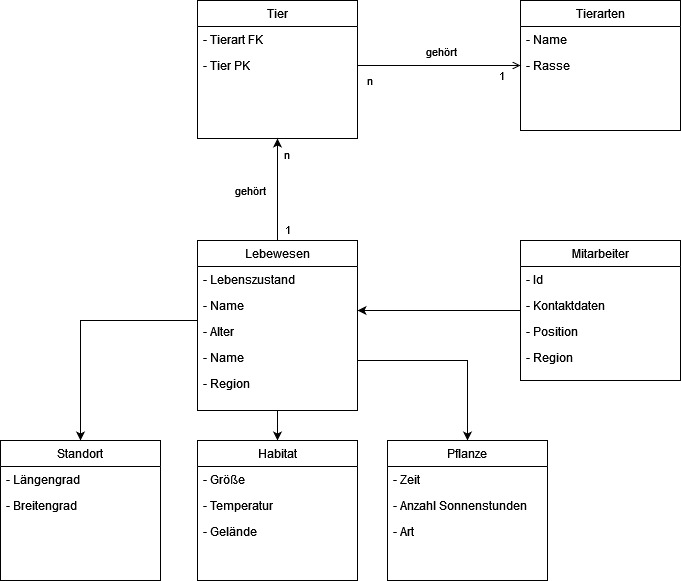 Tier
- Tierart FK
- Tier PK
gehört
n
1
Tierarten
- Name
- Rasse
n
gehört
1
Lebewesen
- Lebenszustand
- Name
- Alter
- Name
- Region
Mitarbeiter
- Id
- Kontaktdaten
- Position
- Region
Standort
- Längengrad
- Breitengrad
Habitat
- Größe
- Temperatur
- Gelände
Pflanze
- Zeit
- Anzahl Sonnenstunden
- Art